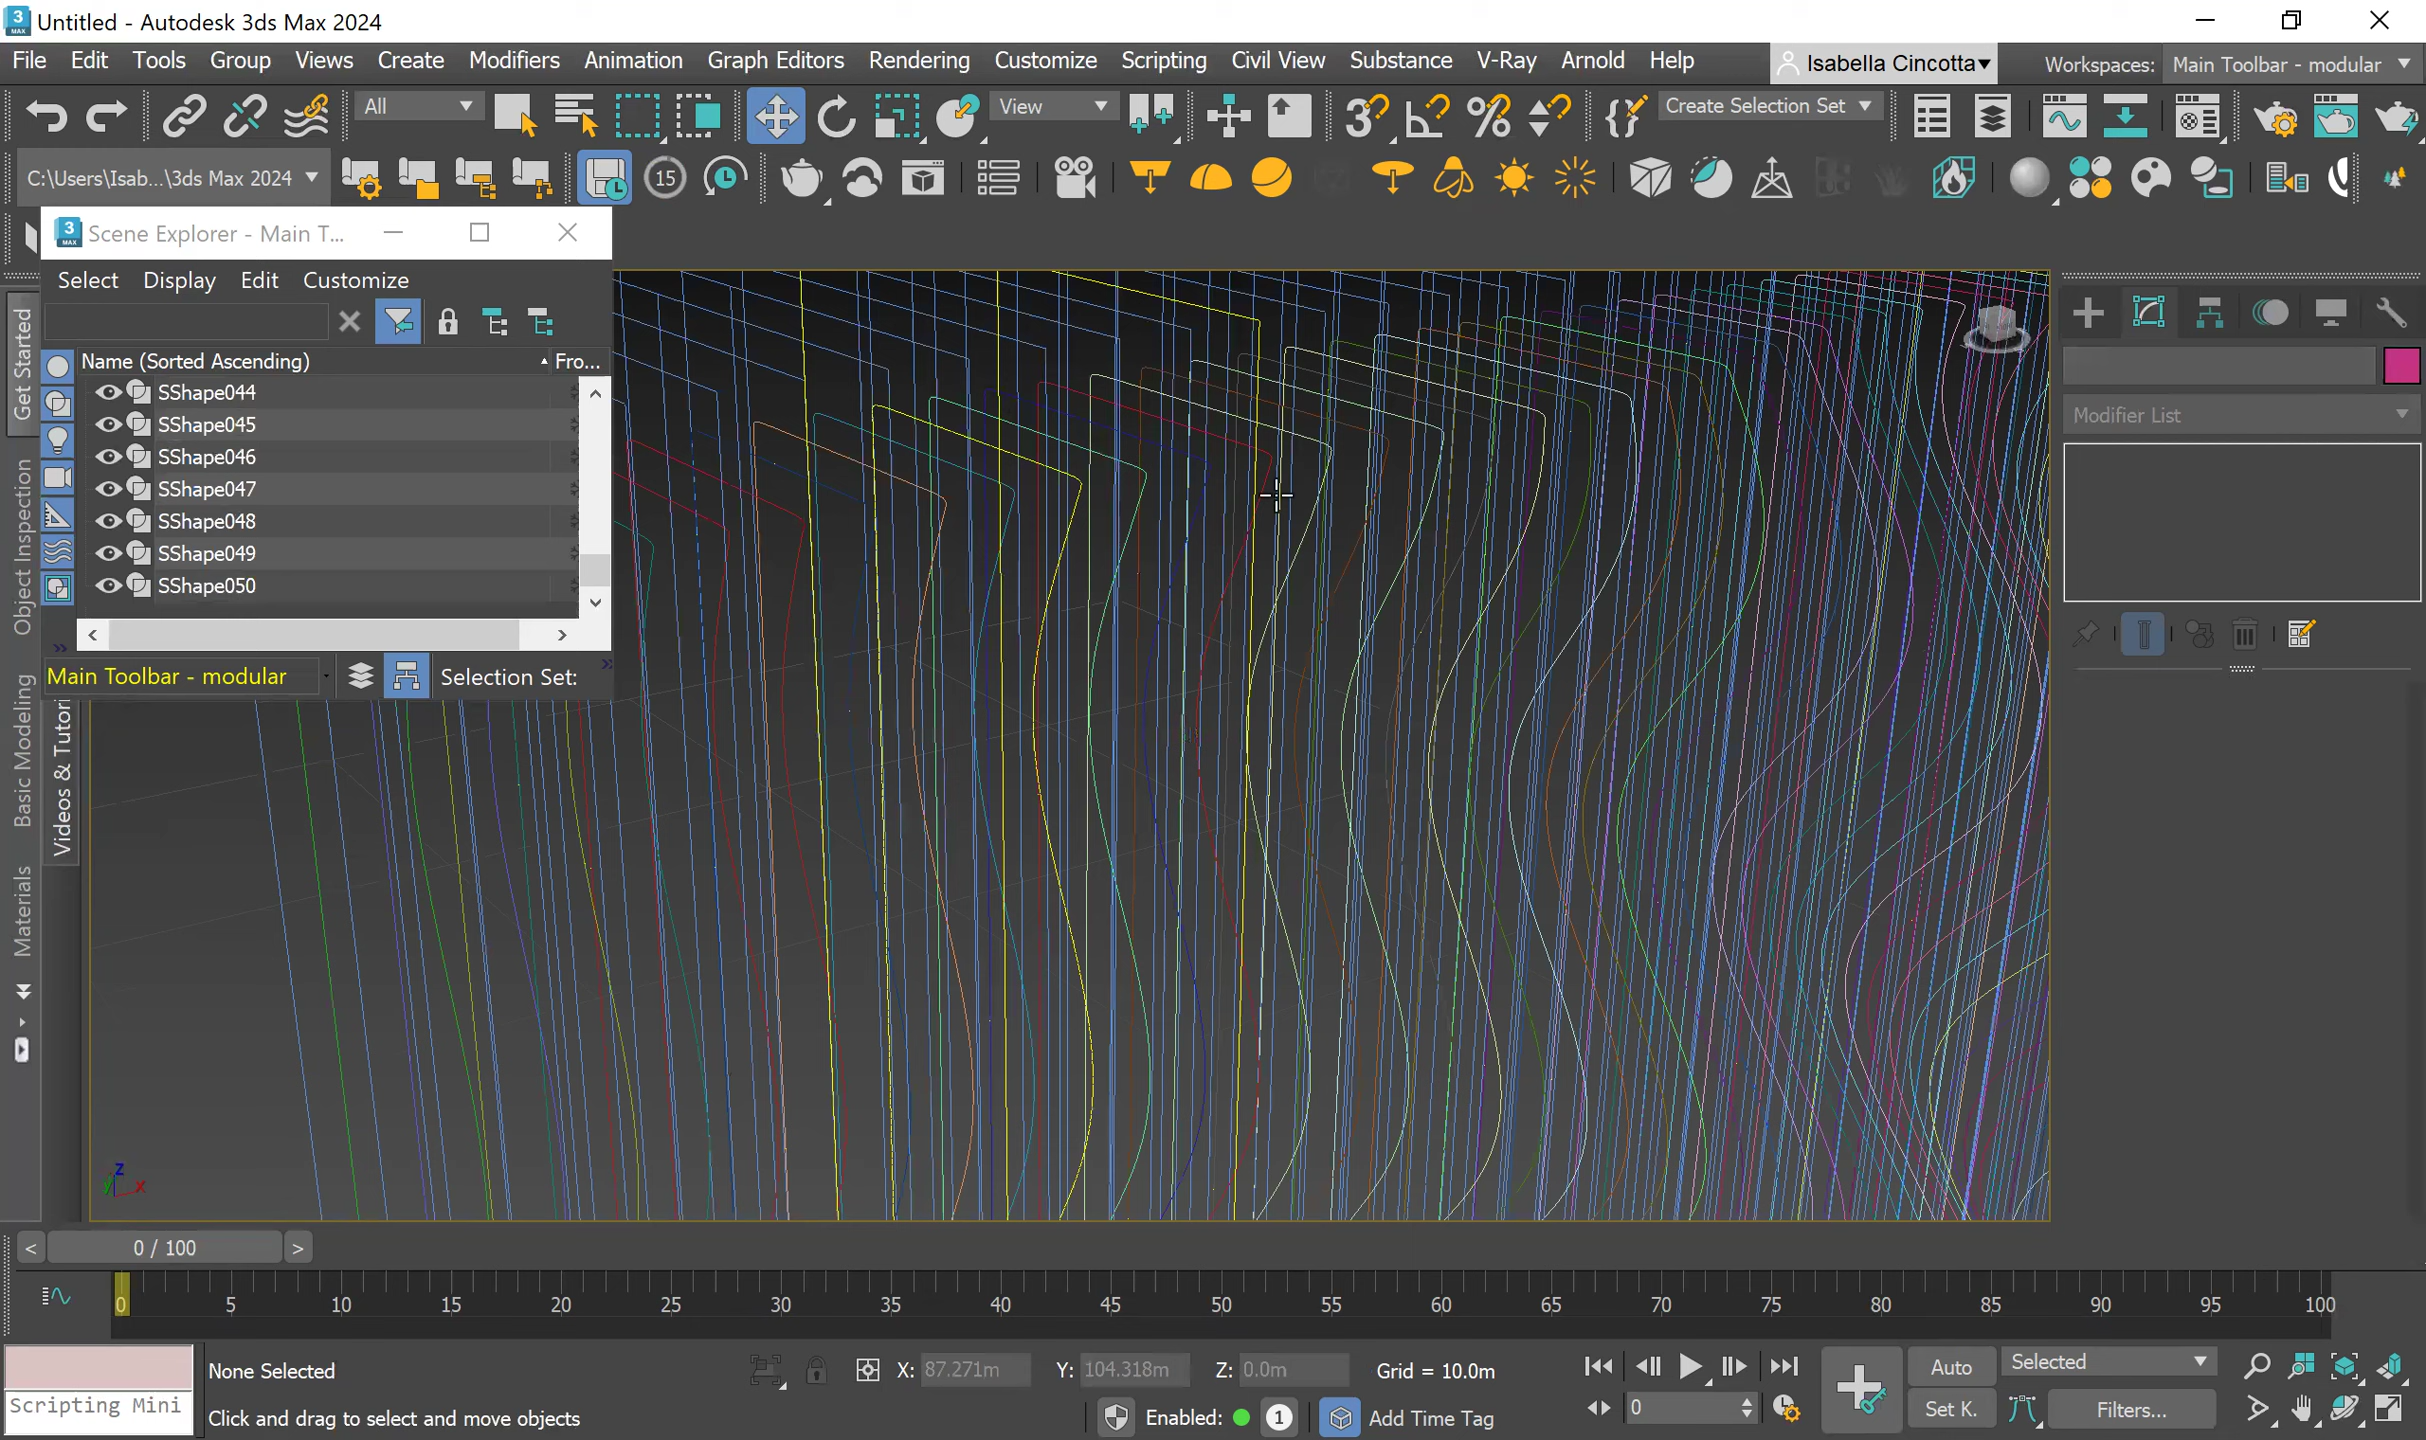 Untitled - Autodesk 3ds Max 2024
File Edit Tools Group Views Create Modifiers Animation Graph Editors Rendering Customize Scripting Civil View Substance V-Ray Arnold Help Isabella Cincotta Workspaces: Main Toolbar - modular
All View Create Selection Set
C:\Users\Isab...\3ds Max 2024 15
Scene Explorer - Main T...
Select Display Edit Customize
Name (Sorted Ascending) Fro...
SShape044
SShape045
SShape046
SShape047
SShape048
SShape049
SShape050
Main Toolbar - modular Selection Set:
Get Started
Object Inspection
Basic Modeling
Materials
Videos & Tutori
Modifier List
z
y x
< 0 / 100 >
0 5 10 15 20 25 30 35 40 45 50 55 60 65 70 75 80 85 90 95 100
None Selected X: 87.271m Y: 104.318m Z: 0.0m Grid = 10.0m Auto Selected
Scripting Mini Click and drag to select and move objects Enabled: 1 Add Time Tag 0 Set K. Filters...